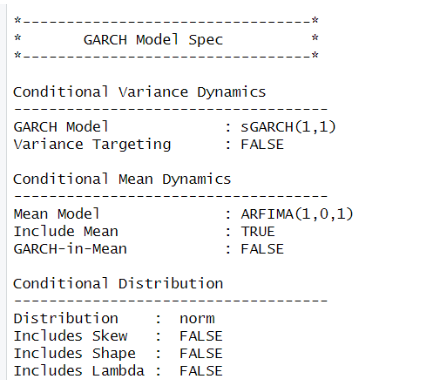 *---------------------------------*
*       GARCH Model Spec          *
*---------------------------------*
Conditional Variance Dynamics
------------------------------------
GARCH Model             : sGARCH(1,1)
Variance Targeting      : FALSE
Conditional Mean Dynamics
------------------------------------
Mean Model              : ARFIMA(1,0,1)
Include Mean            : TRUE
GARCH-in-Mean           : FALSE
Conditional Distribution
------------------------------------
Distribution    :  norm
Includes Skew   :  FALSE
Includes Shape  :  FALSE
Includes Lambda :  FALSE